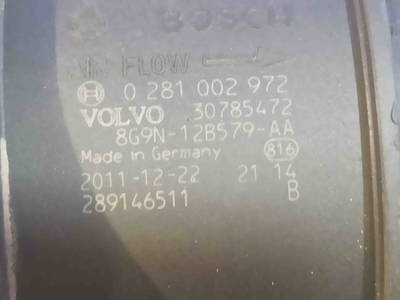 BOSCH
AIR FLOW
0 281 002 972
VOLVO 30785472
8G9N-12B579-AA
Made in Germany 816
2011-12-22 21 14
289146511 B